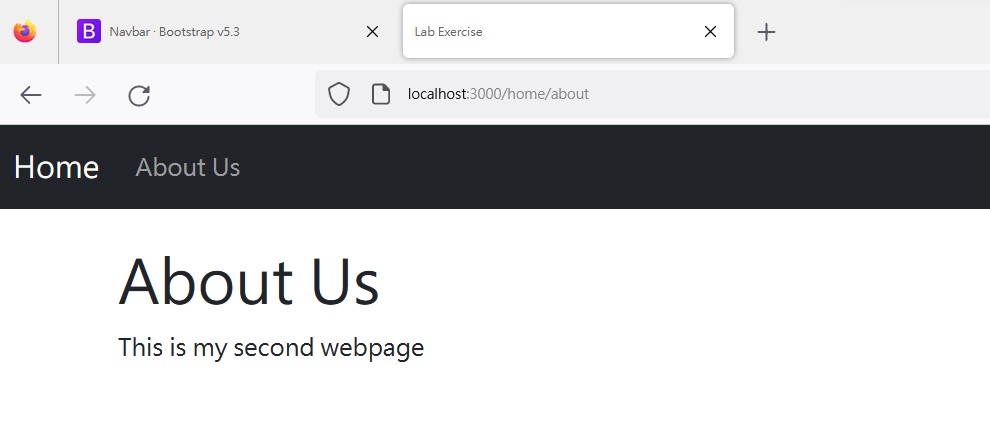 B Navbar · Bootstrap v5.3
Lab Exercise
localhost:3000/home/about
Home About Us
About Us
This is my second webpage